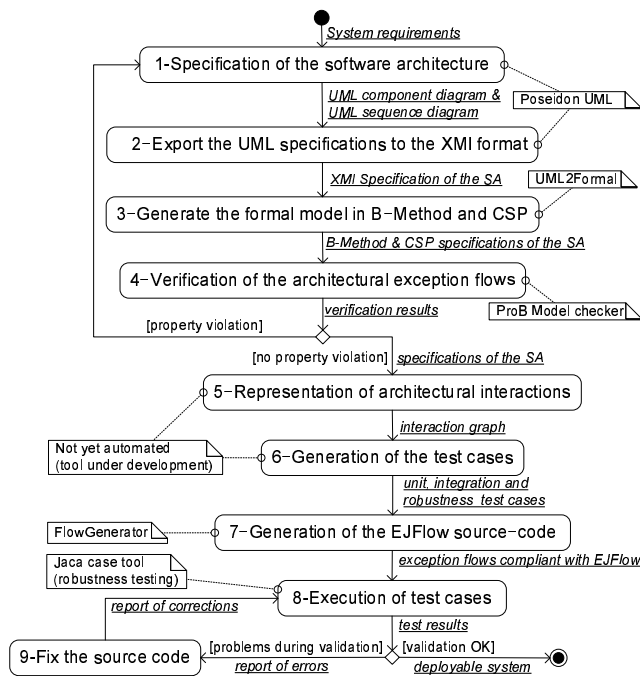 System requirements
1-Specification of the software architecture
UML component diagram &
UML sequence diagram
Poseidon UML
2-Export the UML specifications to the XMI format
XMI Specification of the SA
UML2Formal
3-Generate the formal model in B-Method and CSP
B-Method & CSP specifications of the SA
4-Verification of the architectural exception flows
verification results
ProB Model checker
[property violation]
[no property violation]
specifications of the SA
5-Representation of architectural interactions
interaction graph
Not yet automated
(tool under development)
6-Generation of the test cases
unit, integration and
robustness test cases
FlowGenerator
7-Generation of the EJFlow source-code
exception flows compliant with EJFlow
Jaca case tool
(robustness testing)
8-Execution of test cases
report of corrections
test results
[problems during validation]
[validation OK]
9-Fix the source code
report of errors
deployable system